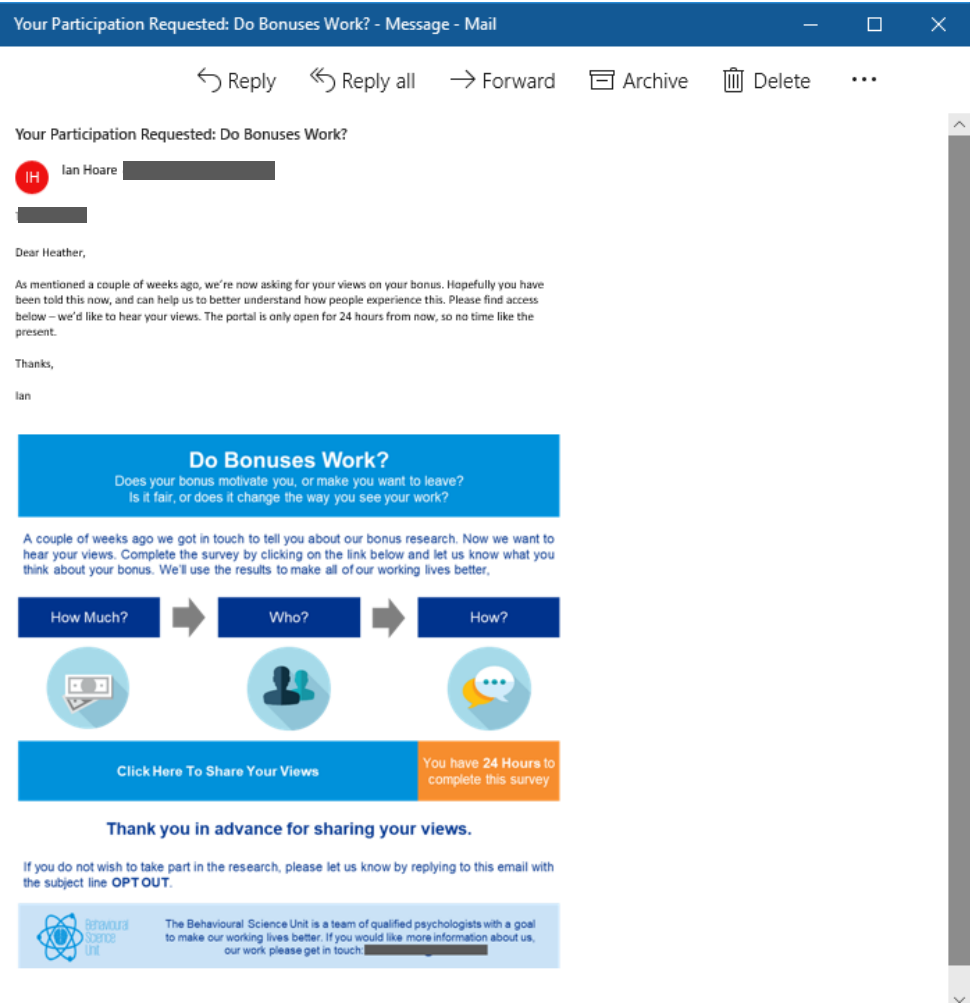 Your Participation Requested: Do Bonuses Work? - Message - Mail
Reply Reply all Forward Archive Delete
Your Participation Requested: Do Bonuses Work?
IH Ian Hoare
Dear Heather,
As mentioned a couple of weeks ago, we're now asking for your views on your bonus. Hopefully you have
been told this now, and can help us to better understand how people experience this. Please find access
below – we'd like to hear your views. The portal is only open for 24 hours from now, so no time like the
present.
Thanks,
Ian
Do Bonuses Work?
Does your bonus motivate you, or make you want to leave?
Is it fair, or does it change the way you see your work?
A couple of weeks ago we got in touch to tell you about our bonus research. Now we want to
hear your views. Complete the survey by clicking on the link below and let us know what you
think about your bonus. We'll use the results to make all of our working lives better,
How Much? Who? How?
Click Here To Share Your Views
You have 24 Hours to
complete this survey
Thank you in advance for sharing your views.
If you do not wish to take part in the research, please let us know by replying to this email with
the subject line OPT OUT.
Behavioural
Science
Unit
The Behavioural Science Unit is a team of qualified psychologists with a goal
to make our working lives better. If you would like more information about us,
our work please get in touch: